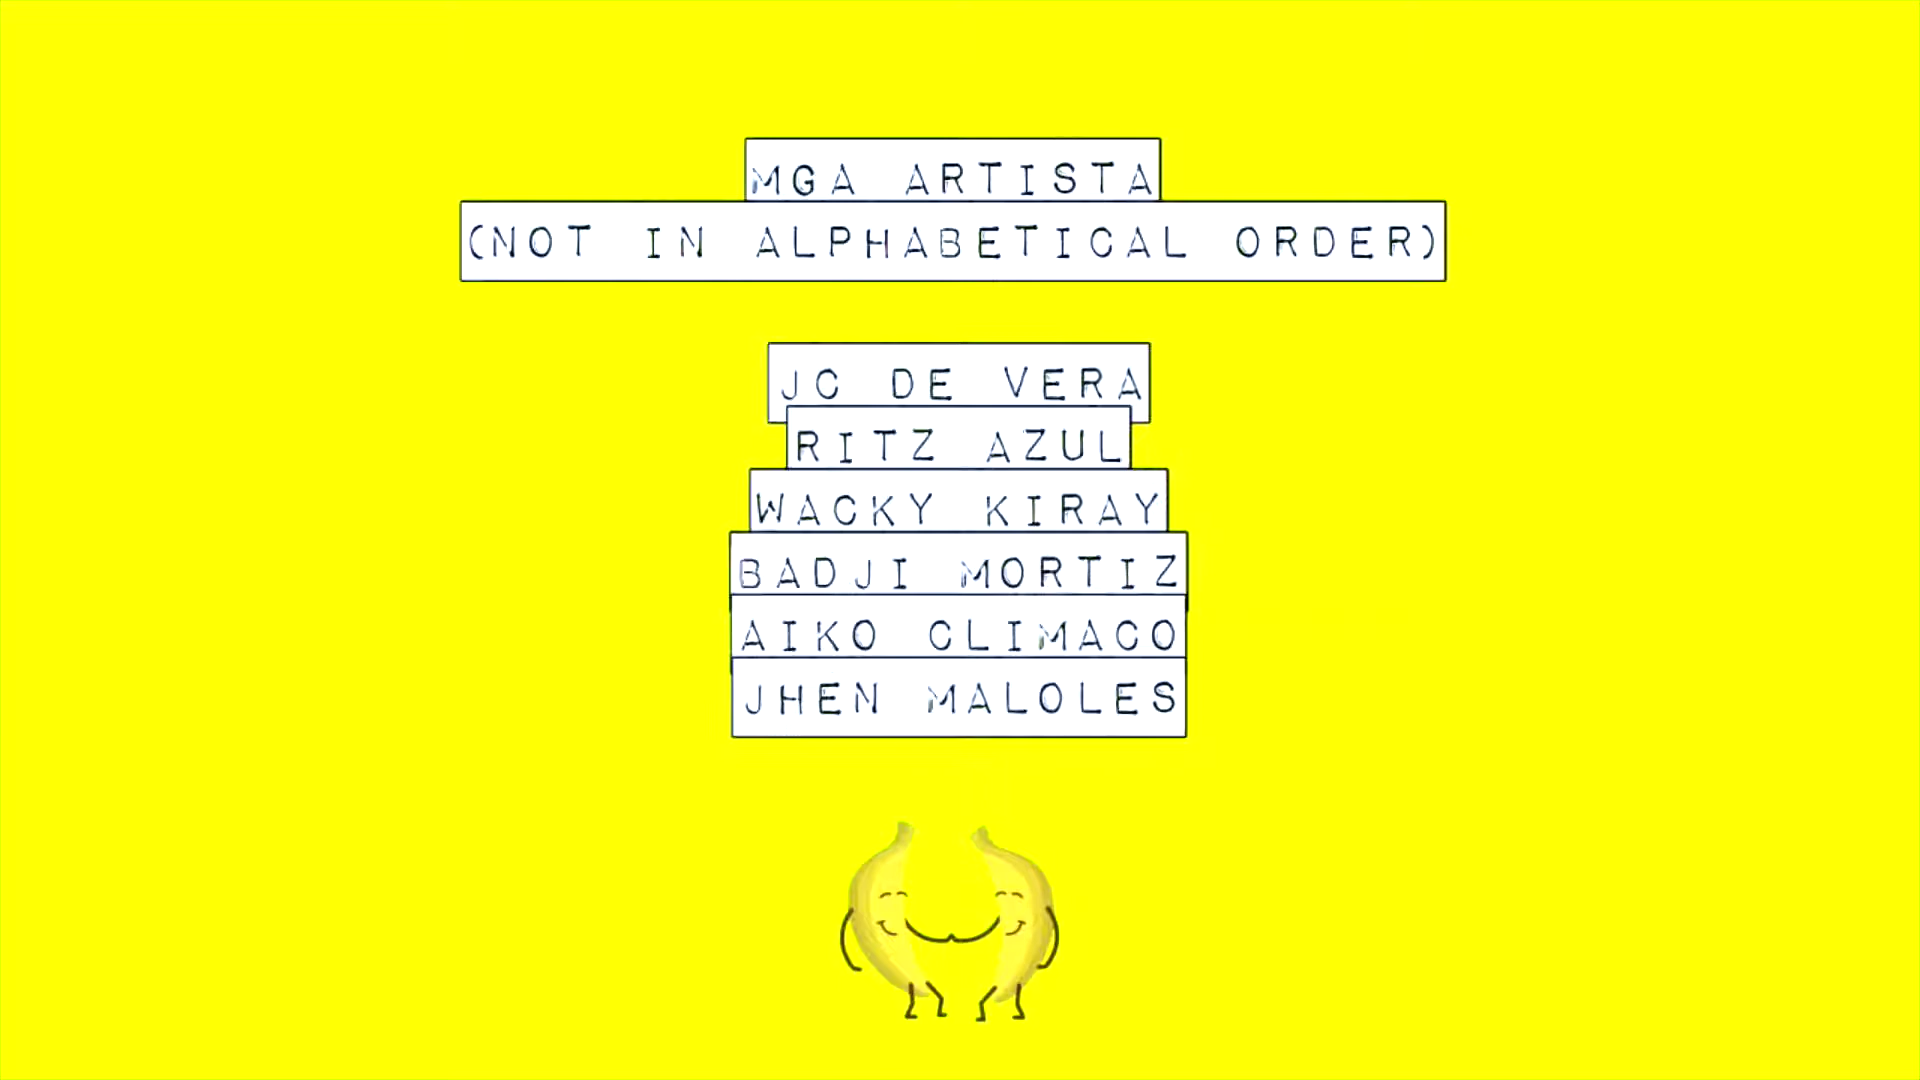 MGA ARTISTA
(NOT IN ALPHABETICAL ORDER)
JC DE VERA
RITZ AZUL
WACKY KIRAY
BADJI MORTIZ
AIKO CLIMACO
JHEN MALOLES